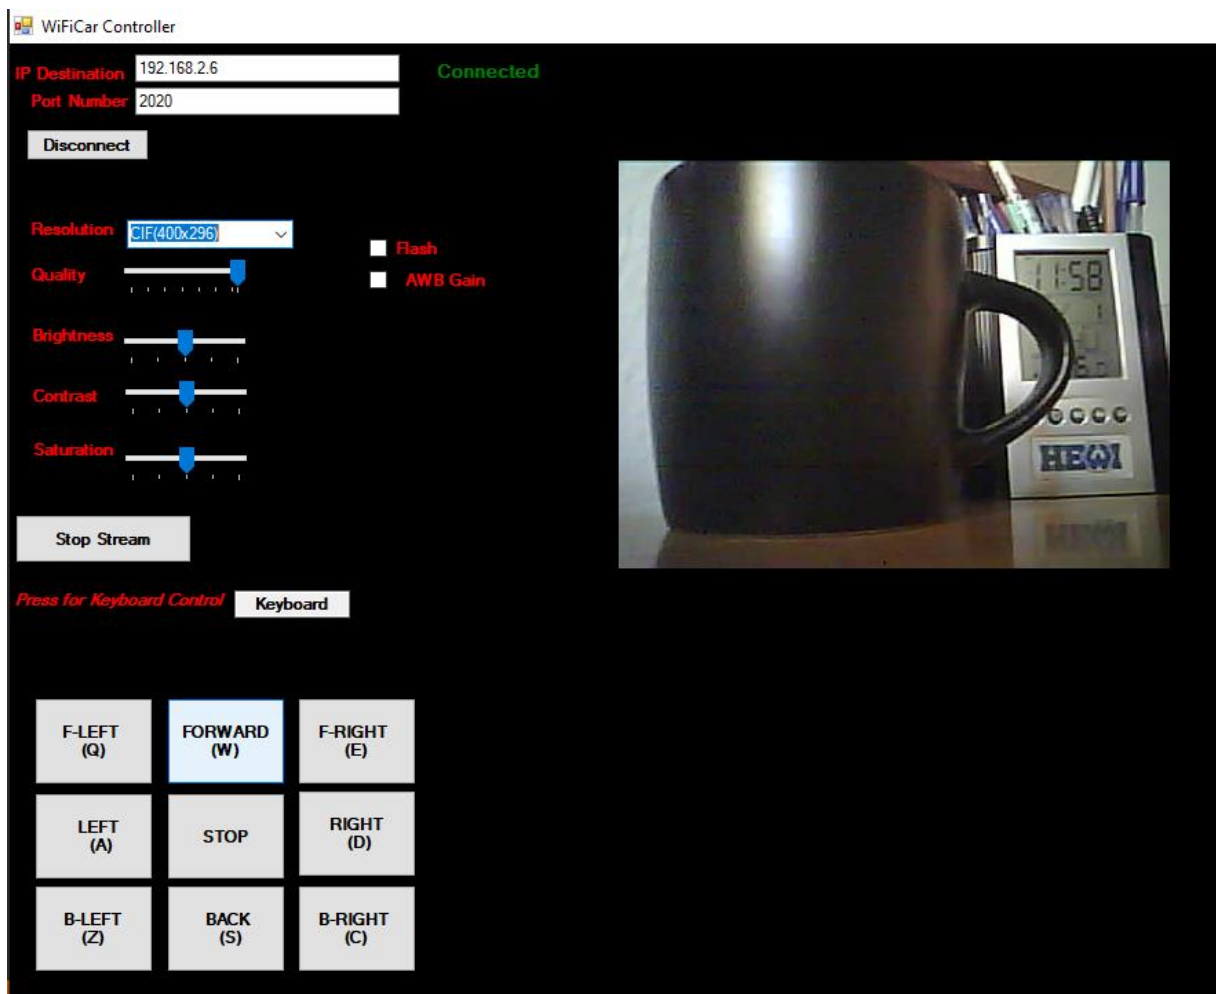 WiFiCar Controller
IP Destination 192.168.2.6 Connected
Port Number 2020
Disconnect
Resolution CIF(400x296)
Flash
Quality
AWB Gain
Brightness
Contrast
Saturation
Stop Stream
Press for Keyboard Control Keyboard
11:58
HEWI
F-LEFT
(Q)
FORWARD
(W)
F-RIGHT
(E)
LEFT
(A)
STOP
RIGHT
(D)
B-LEFT
(Z)
BACK
(S)
B-RIGHT
(C)